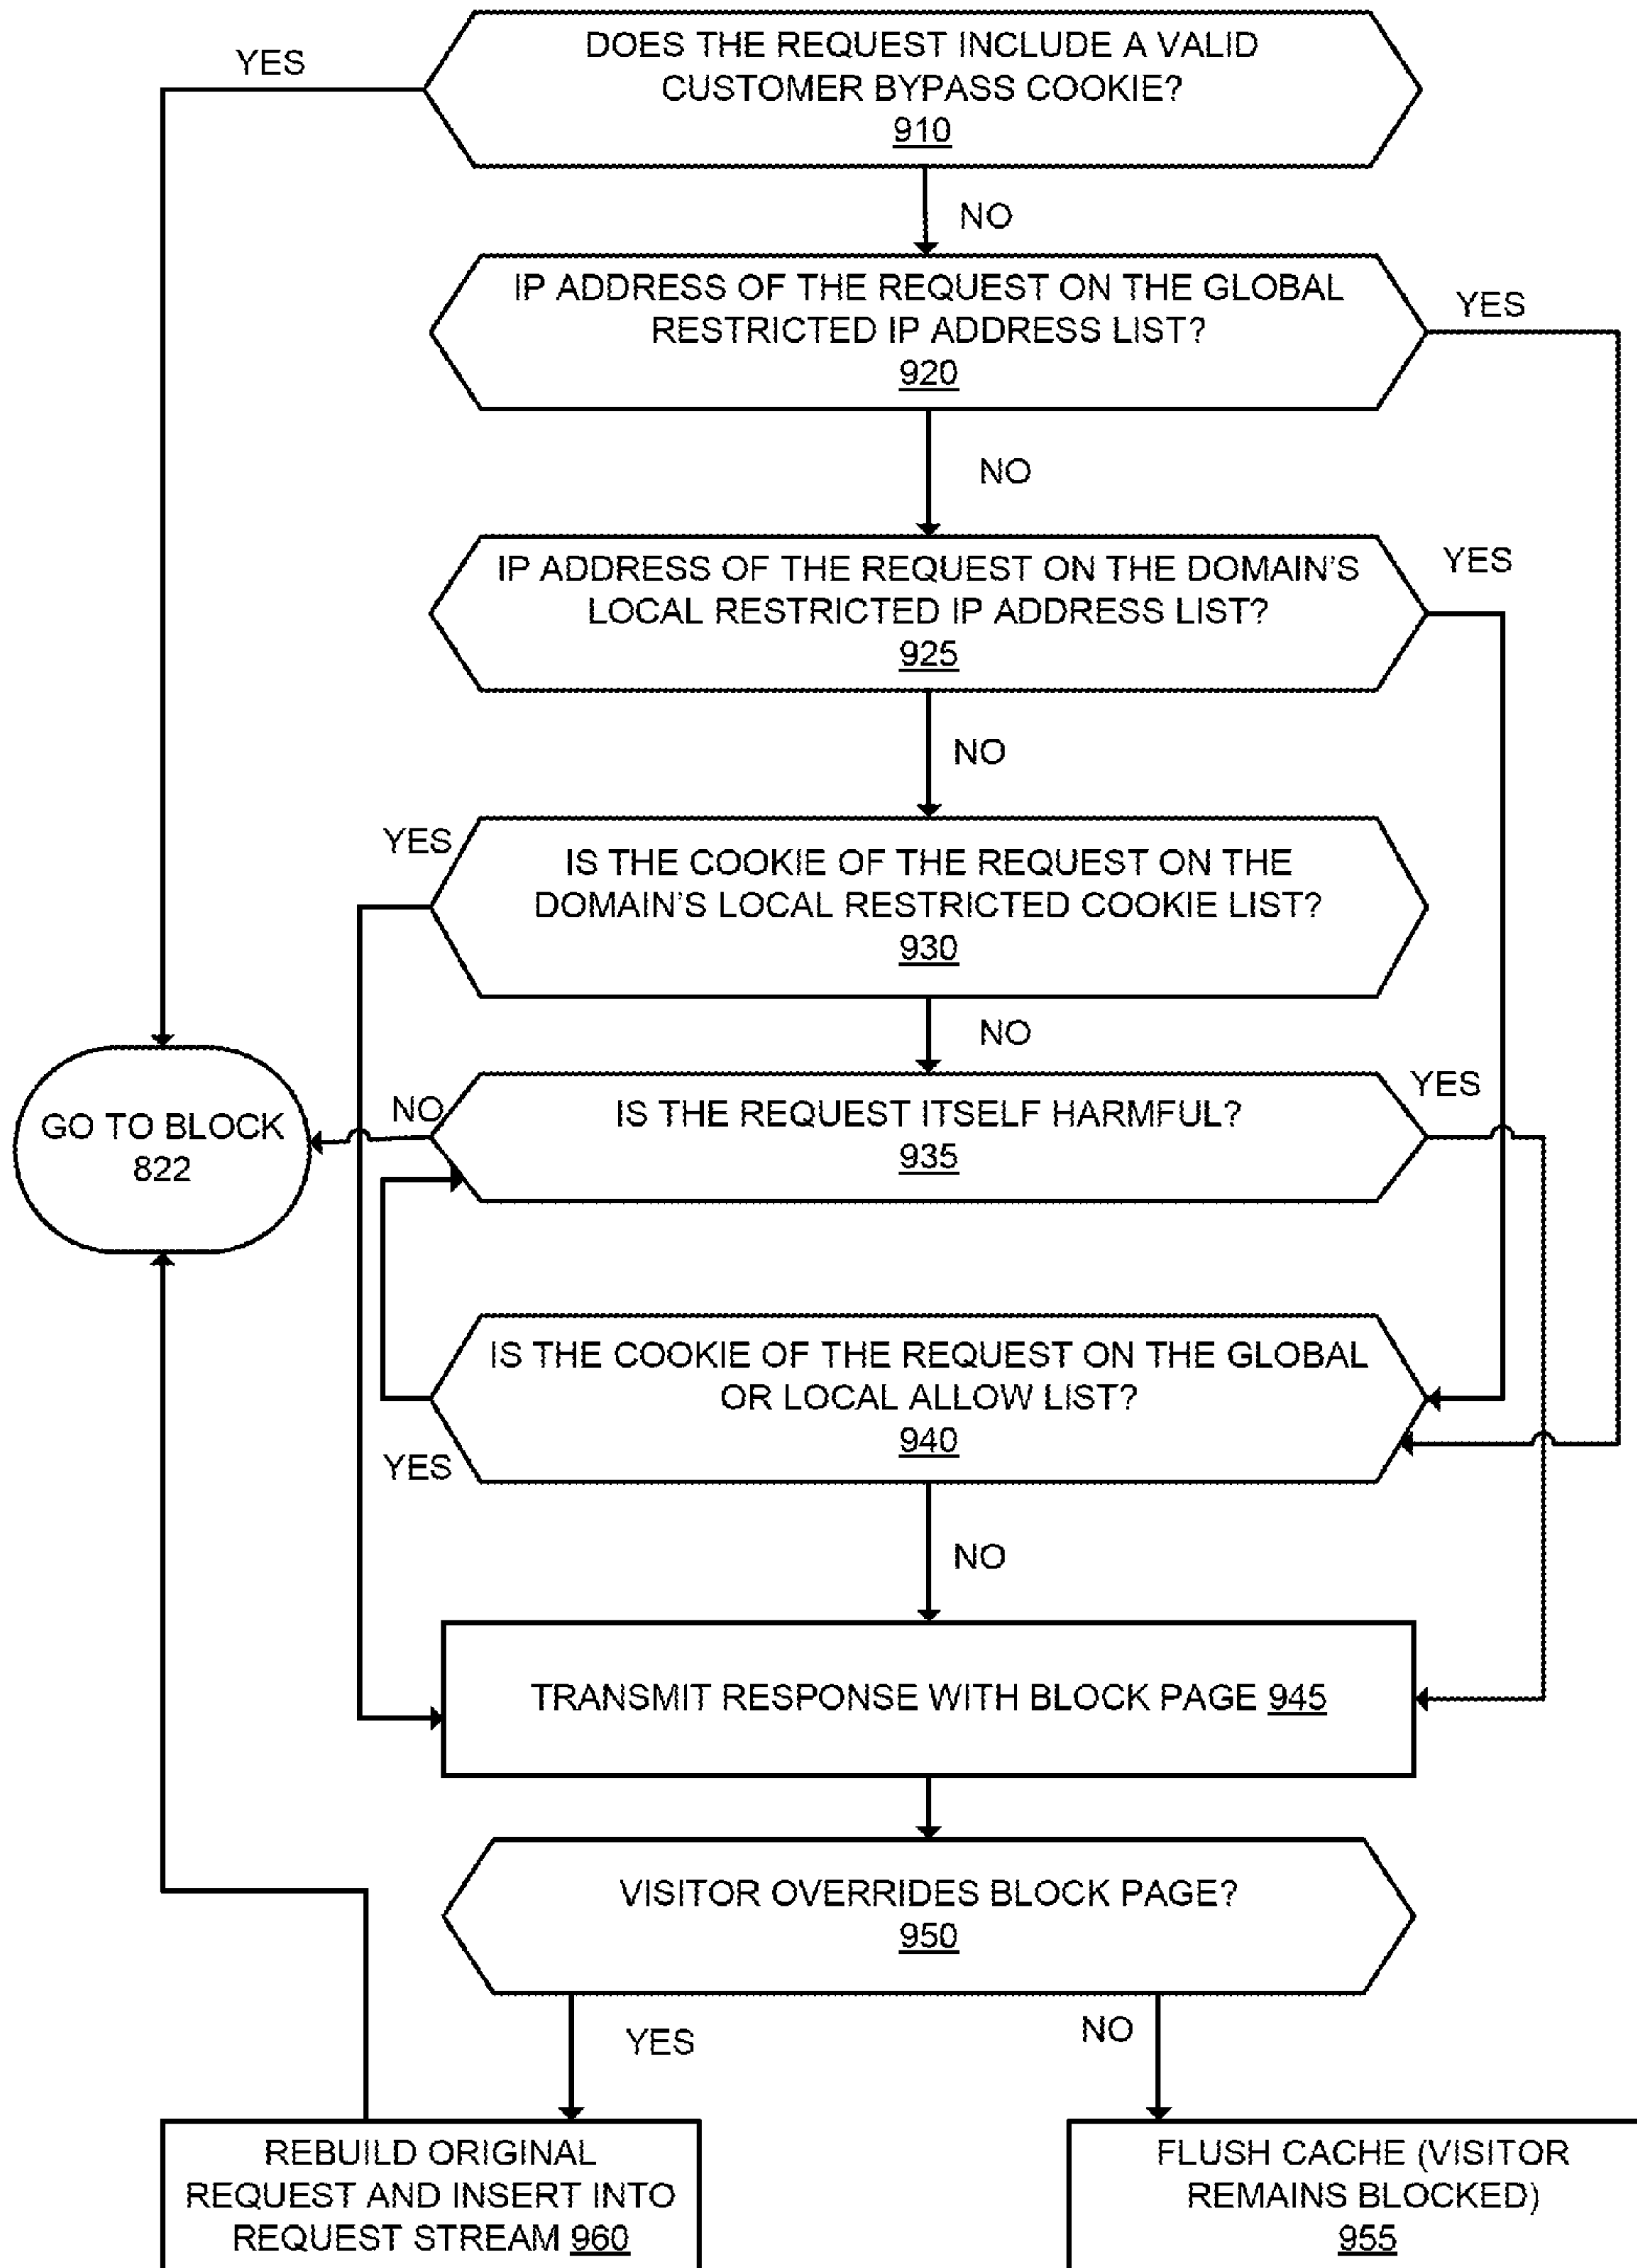 DOES THE REQUEST INCLUDE A VALID
CUSTOMER BYPASS COOKIE?
910
YES
NO
IP ADDRESS OF THE REQUEST ON THE GLOBAL
RESTRICTED IP ADDRESS LIST?
920
YES
NO
IP ADDRESS OF THE REQUEST ON THE DOMAIN'S
LOCAL RESTRICTED IP ADDRESS LIST?
925
YES
NO
YES
IS THE COOKIE OF THE REQUEST ON THE
DOMAIN'S LOCAL RESTRICTED COOKIE LIST?
930
NO
GO TO BLOCK
822
NO
IS THE REQUEST ITSELF HARMFUL?
935
YES
IS THE COOKIE OF THE REQUEST ON THE GLOBAL
OR LOCAL ALLOW LIST?
940
YES
NO
TRANSMIT RESPONSE WITH BLOCK PAGE 945
VISITOR OVERRIDES BLOCK PAGE?
950
YES
NO
REBUILD ORIGINAL
REQUEST AND INSERT INTO
REQUEST STREAM 960
FLUSH CACHE (VISITOR
REMAINS BLOCKED)
955